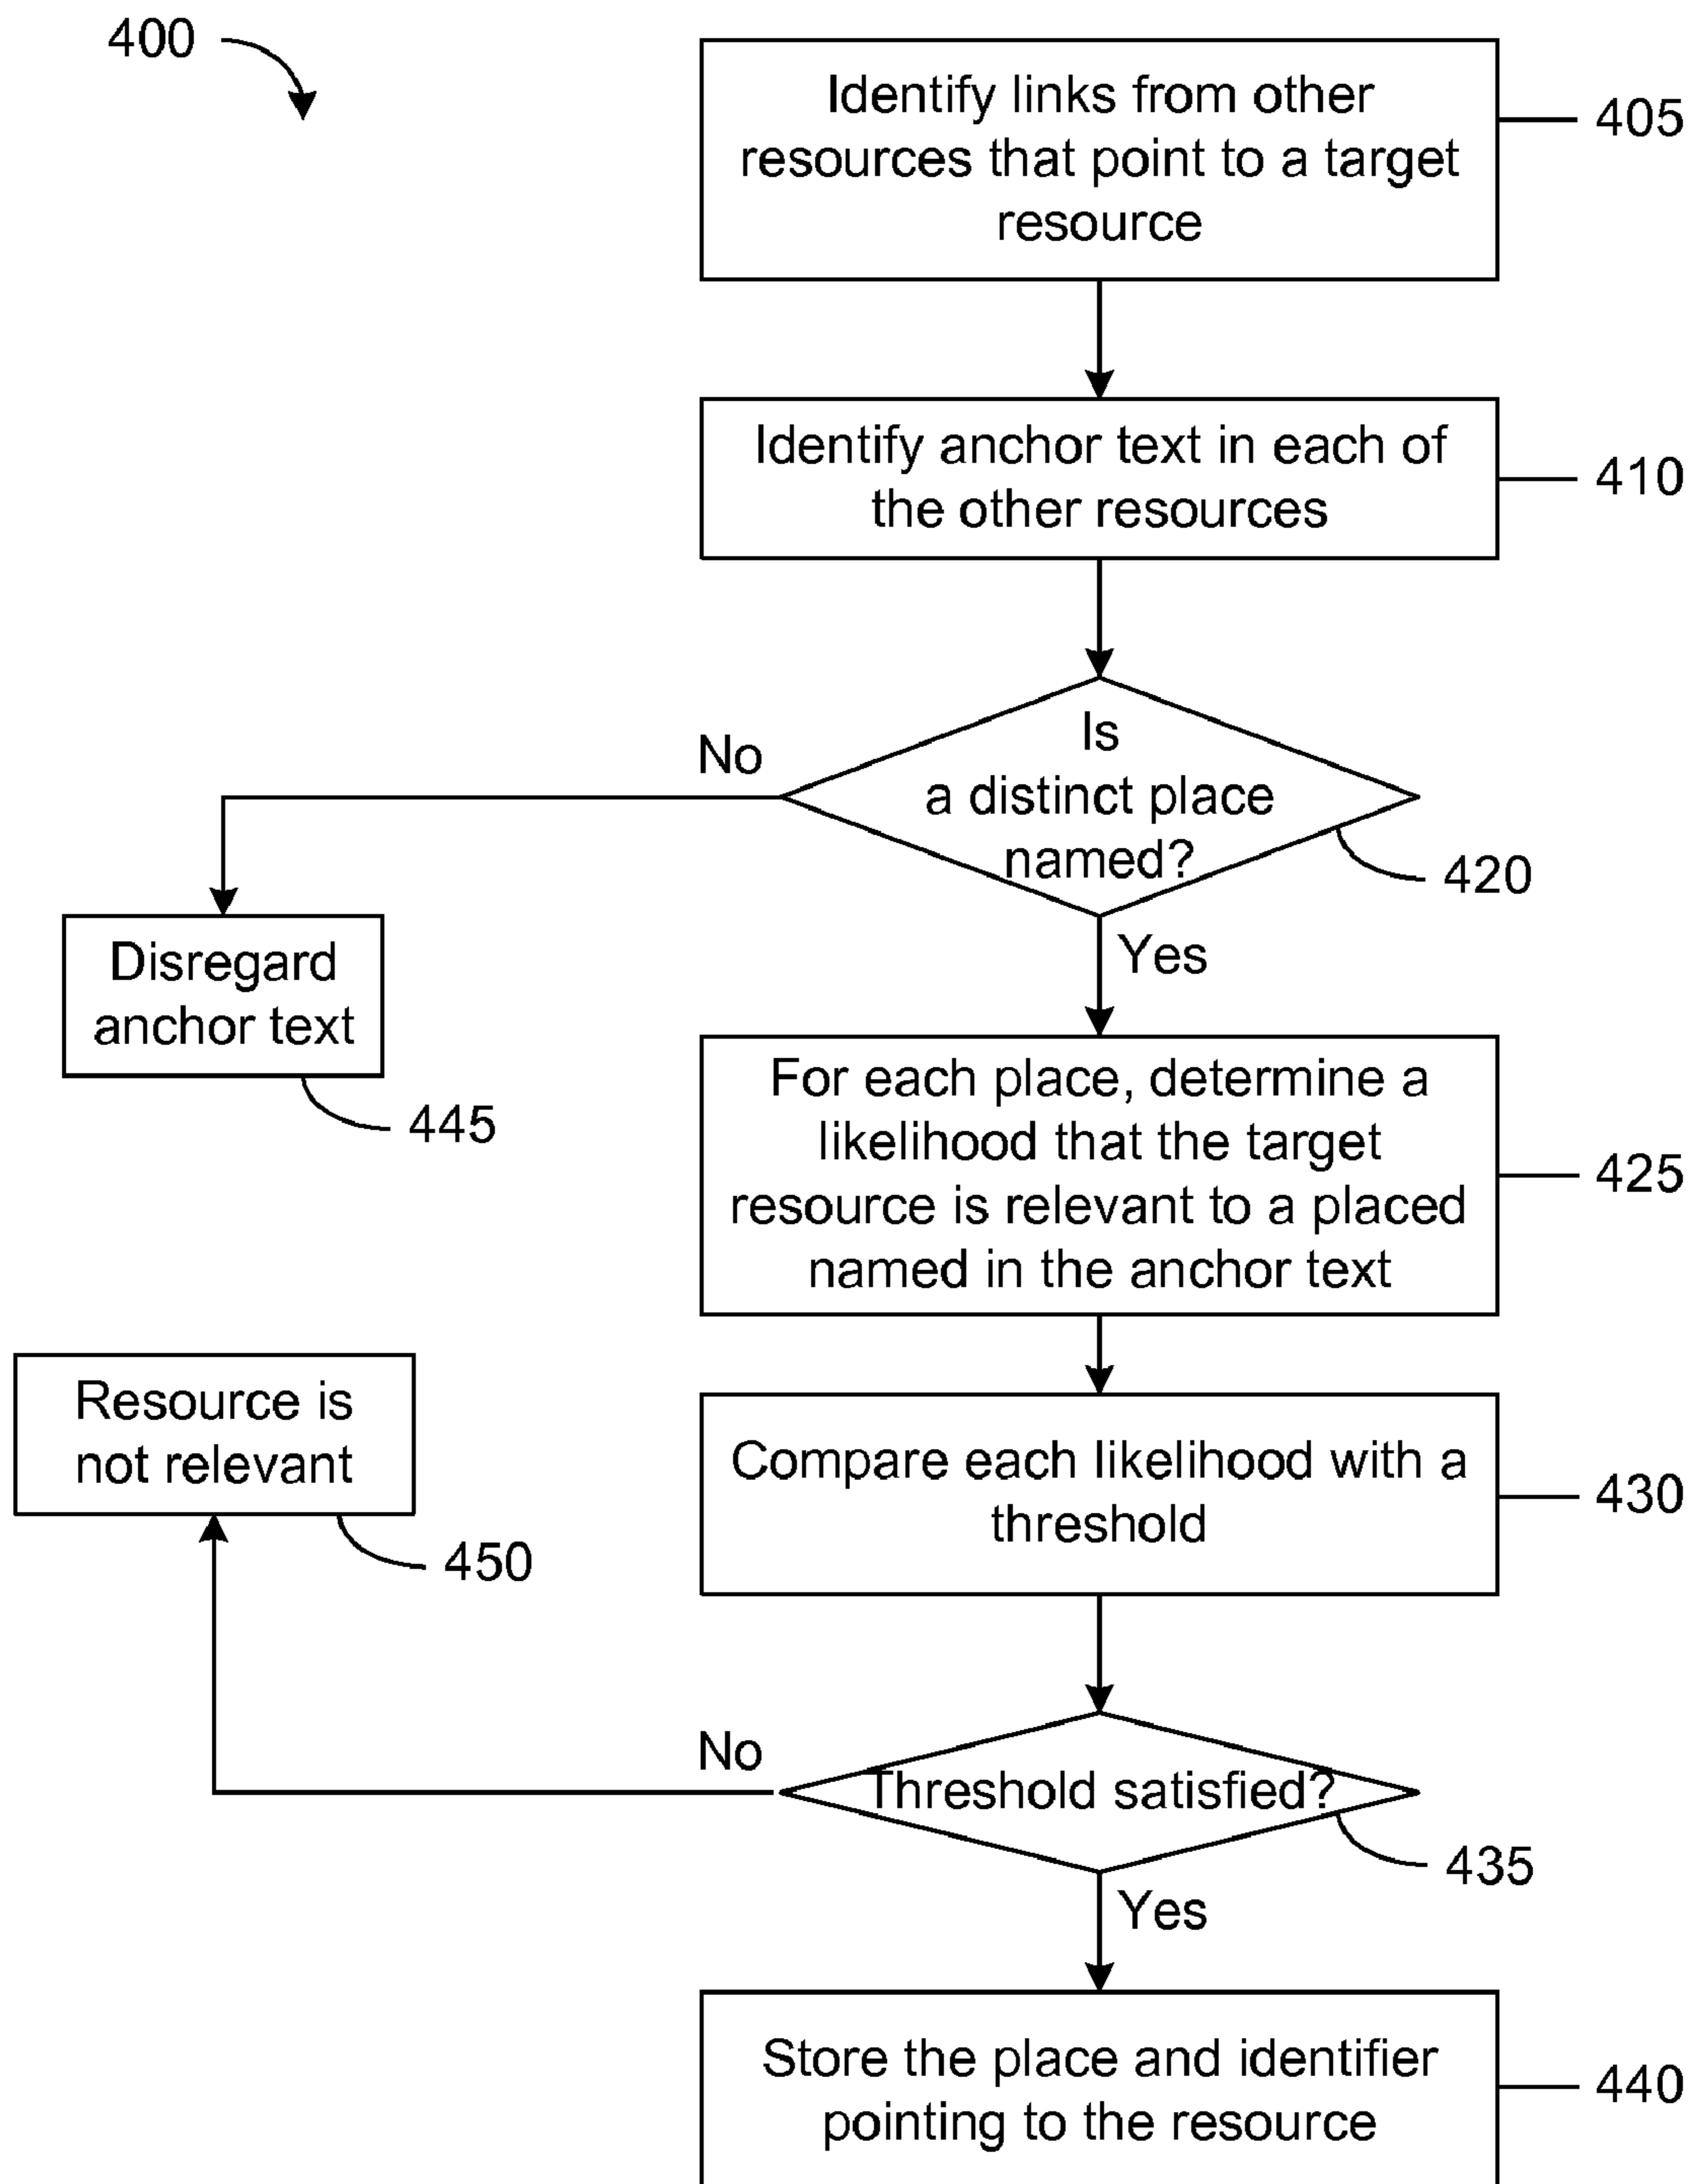 400
Identify links from other
resources that point to a target
resource
405
Identify anchor text in each of
the other resources
410
Is
a distinct place
named?
No
420
Yes
Disregard
anchor text
445
For each place, determine a
likelihood that the target
resource is relevant to a placed
named in the anchor text
425
Resource is
not relevant
450
Compare each likelihood with a
threshold
430
No
Threshold satisfied?
435
Yes
Store the place and identifier
pointing to the resource
440